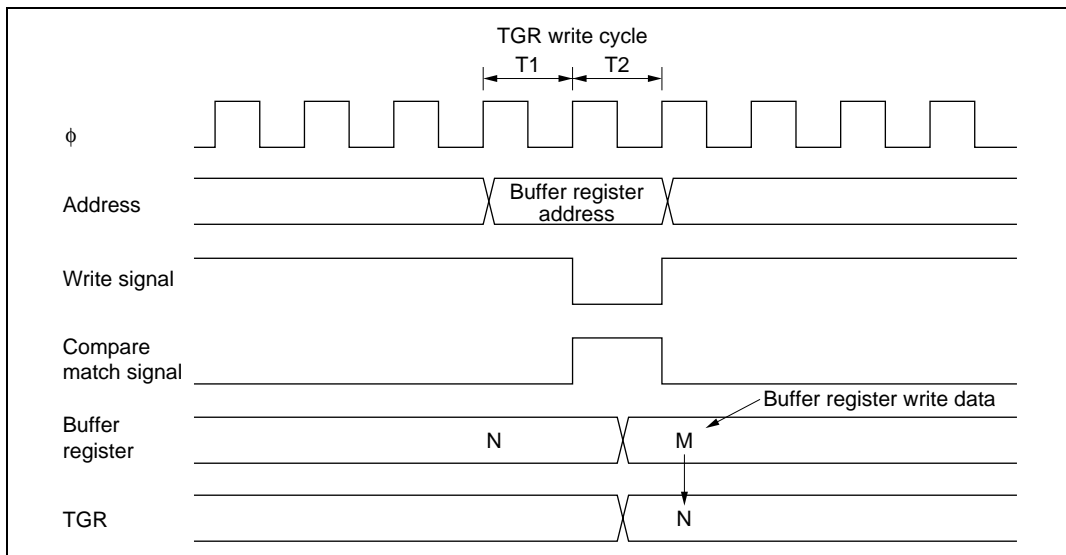 TGR write cycle
T1 T2
ϕ
Address
Buffer register
address
Write signal
Compare
match signal
Buffer register write data
Buffer
register
N M
TGR
N